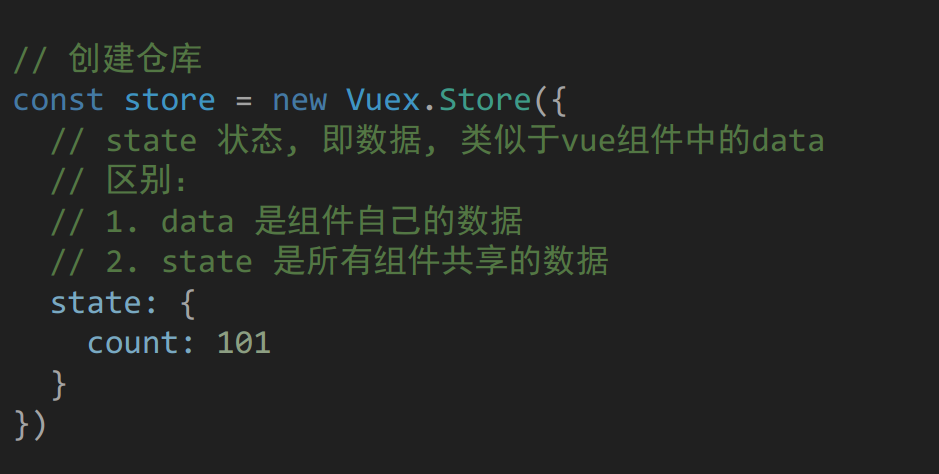 // 创建仓库
const store = new Vuex.Store({
  // state 状态, 即数据, 类似于vue组件中的data
  // 区别:
  // 1. data 是组件自己的数据
  // 2. state 是所有组件共享的数据
  state: {
    count: 101
  }
})